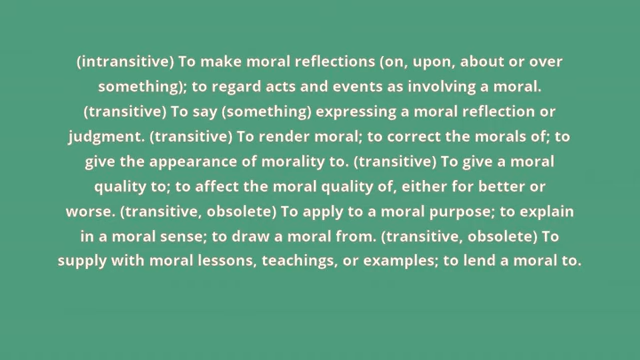 (intransitive) To make moral reflections (on, upon, about or over
something); to regard acts and events as involving a moral.
(transitive) To say (something) expressing a moral reflection or
judgment. (transitive) To render moral; to correct the morals of; to
give the appearance of morality to. (transitive) To give a moral
quality to; to affect the moral quality of, either for better or
worse. (transitive, obsolete) To apply to a moral purpose; to explain
in a moral sense; to draw a moral from. (transitive, obsolete) To
supply with moral lessons, teachings, or examples; to lend a moral to.